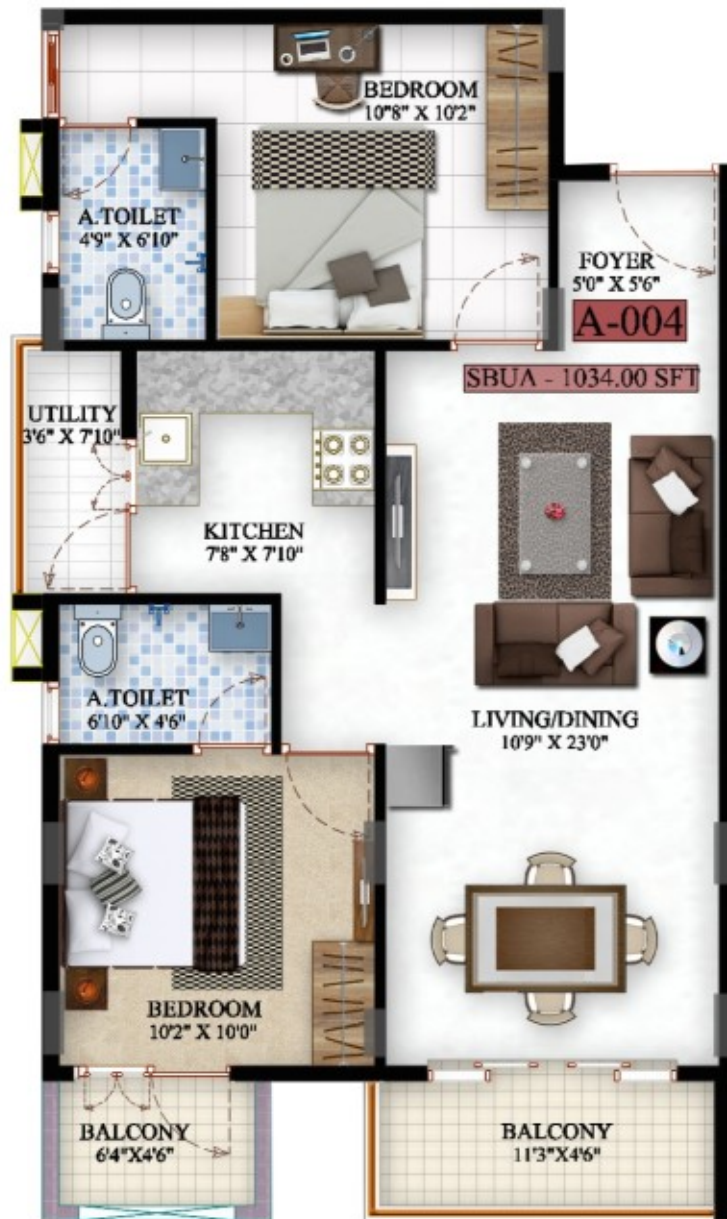 BEDROOM
10"8" X 10'2"
A.TOILET
4'9" X 6'10"
FOYER
5'0" X 5'6"
A-004
SBUA - 1034.00 SFT
UTILITY
3'6" X 7'10"
KITCHEN
7'8" X 7'10"
A.TOILET
6'10" X 4'6"
LIVING/DINING
10'9" X 23'0"
BEDROOM
10'2" X 10'0"
BALCONY
6'4"X4'6"
BALCONY
11'3"X4'6"